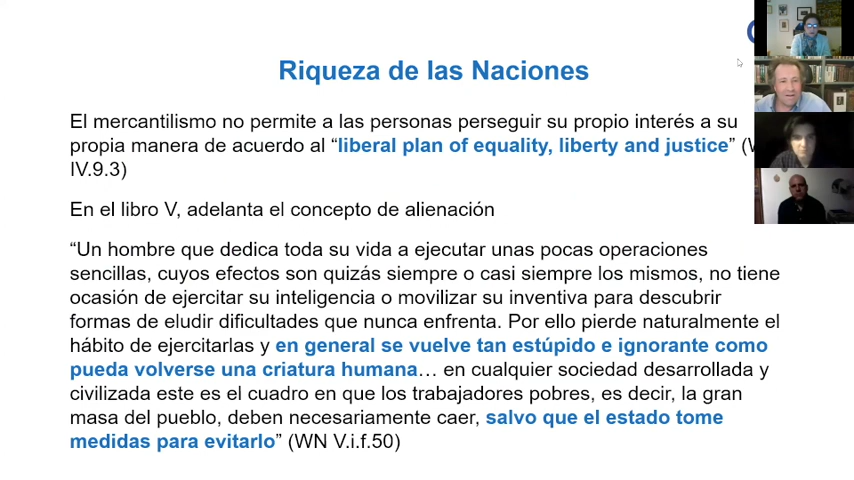 Riqueza de las Naciones
El mercantilismo no permite a las personas perseguir su propio interés a su
propia manera de acuerdo al “liberal plan of equality, liberty and justice” (
IV.9.3)
En el libro V, adelanta el concepto de alienación
“Un hombre que dedica toda su vida a ejecutar unas pocas operaciones
sencillas, cuyos efectos son quizás siempre o casi siempre los mismos, no tiene
ocasión de ejercitar su inteligencia o movilizar su inventiva para descubrir
formas de eludir dificultades que nunca enfrenta. Por ello pierde naturalmente el
hábito de ejercitarlas y en general se vuelve tan estúpido e ignorante como
pueda volverse una criatura humana… en cualquier sociedad desarrollada y
civilizada este es el cuadro en que los trabajadores pobres, es decir, la gran
masa del pueblo, deben necesariamente caer, salvo que el estado tome
medidas para evitarlo” (WN V.i.f.50)